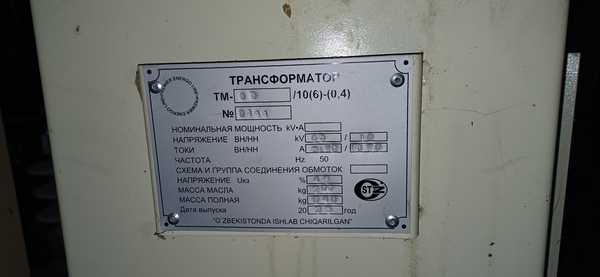 ТРАНСФОРМАТОР
ТМ- /10(6)-(0,4)
№ 0111
НОМИНАЛЬНАЯ МОЩНОСТЬ kV•A
НАПРЯЖЕНИЕ ВН/НН kV /
ТОКИ ВН/НН A /
ЧАСТОТА Hz 50
СХЕМА И ГРУППА СОЕДИНЕНИЯ ОБМОТОК
НАПРЯЖЕНИЕ Uкз %
МАССА МАСЛА kg
МАССА ПОЛНАЯ kg
Дата выпуска 20 год
"O'ZBEKISTONDA ISHLAB CHIQARILGAN"